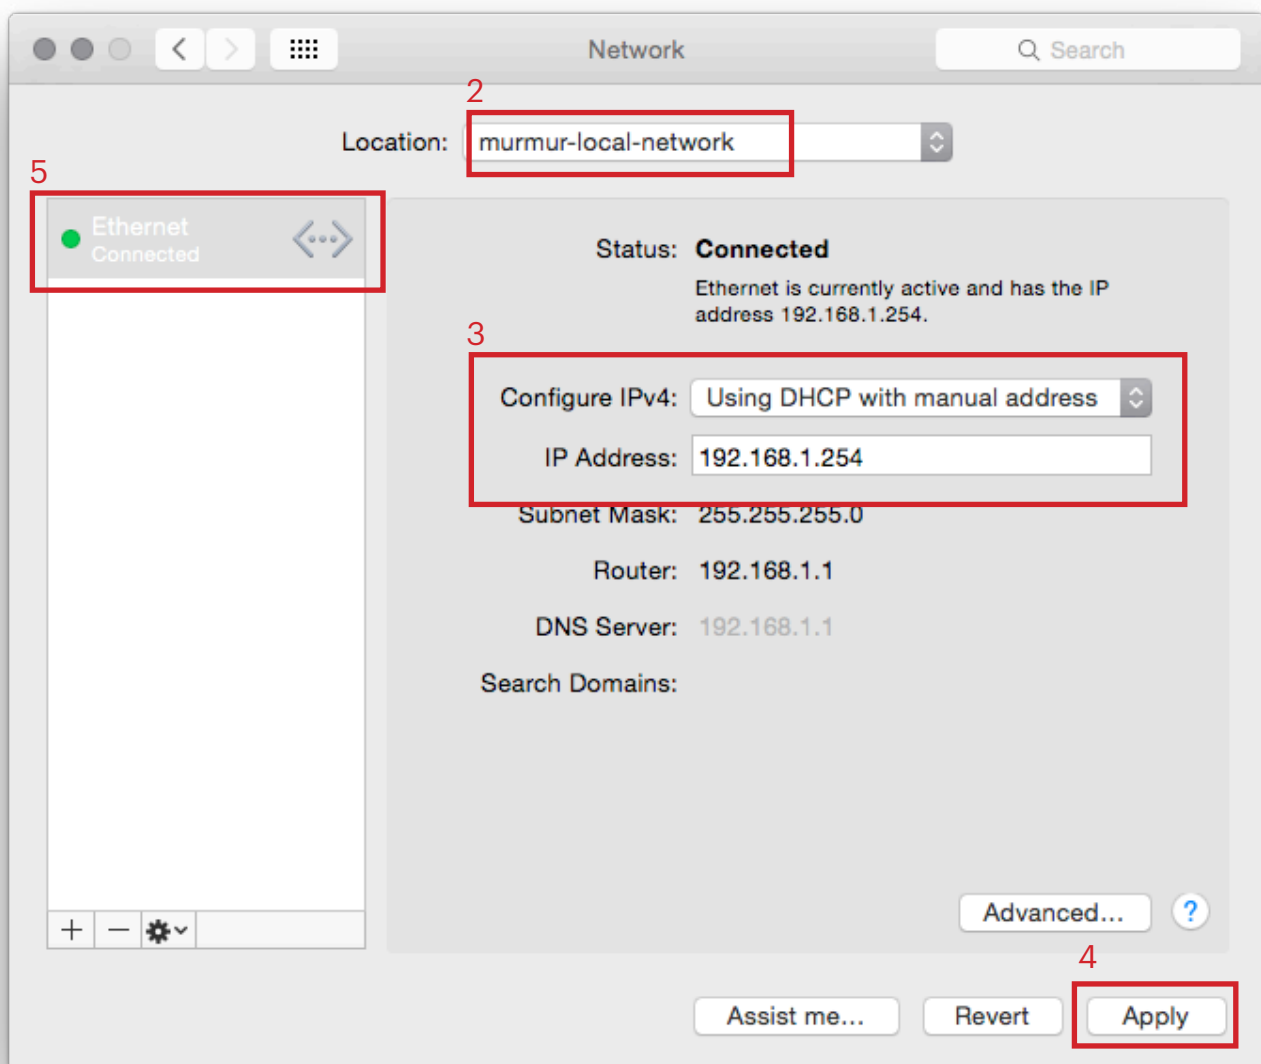 Network
Search
2
Location: murmur-local-network
5
Ethernet
Connected
Status: Connected
Ethernet is currently active and has the IP
address 192.168.1.254.
3
Configure IPv4: Using DHCP with manual address
IP Address: 192.168.1.254
Subnet Mask: 255.255.255.0
Router: 192.168.1.1
DNS Server: 192.168.1.1
Search Domains:
Advanced... ?
4
Assist me... Revert Apply